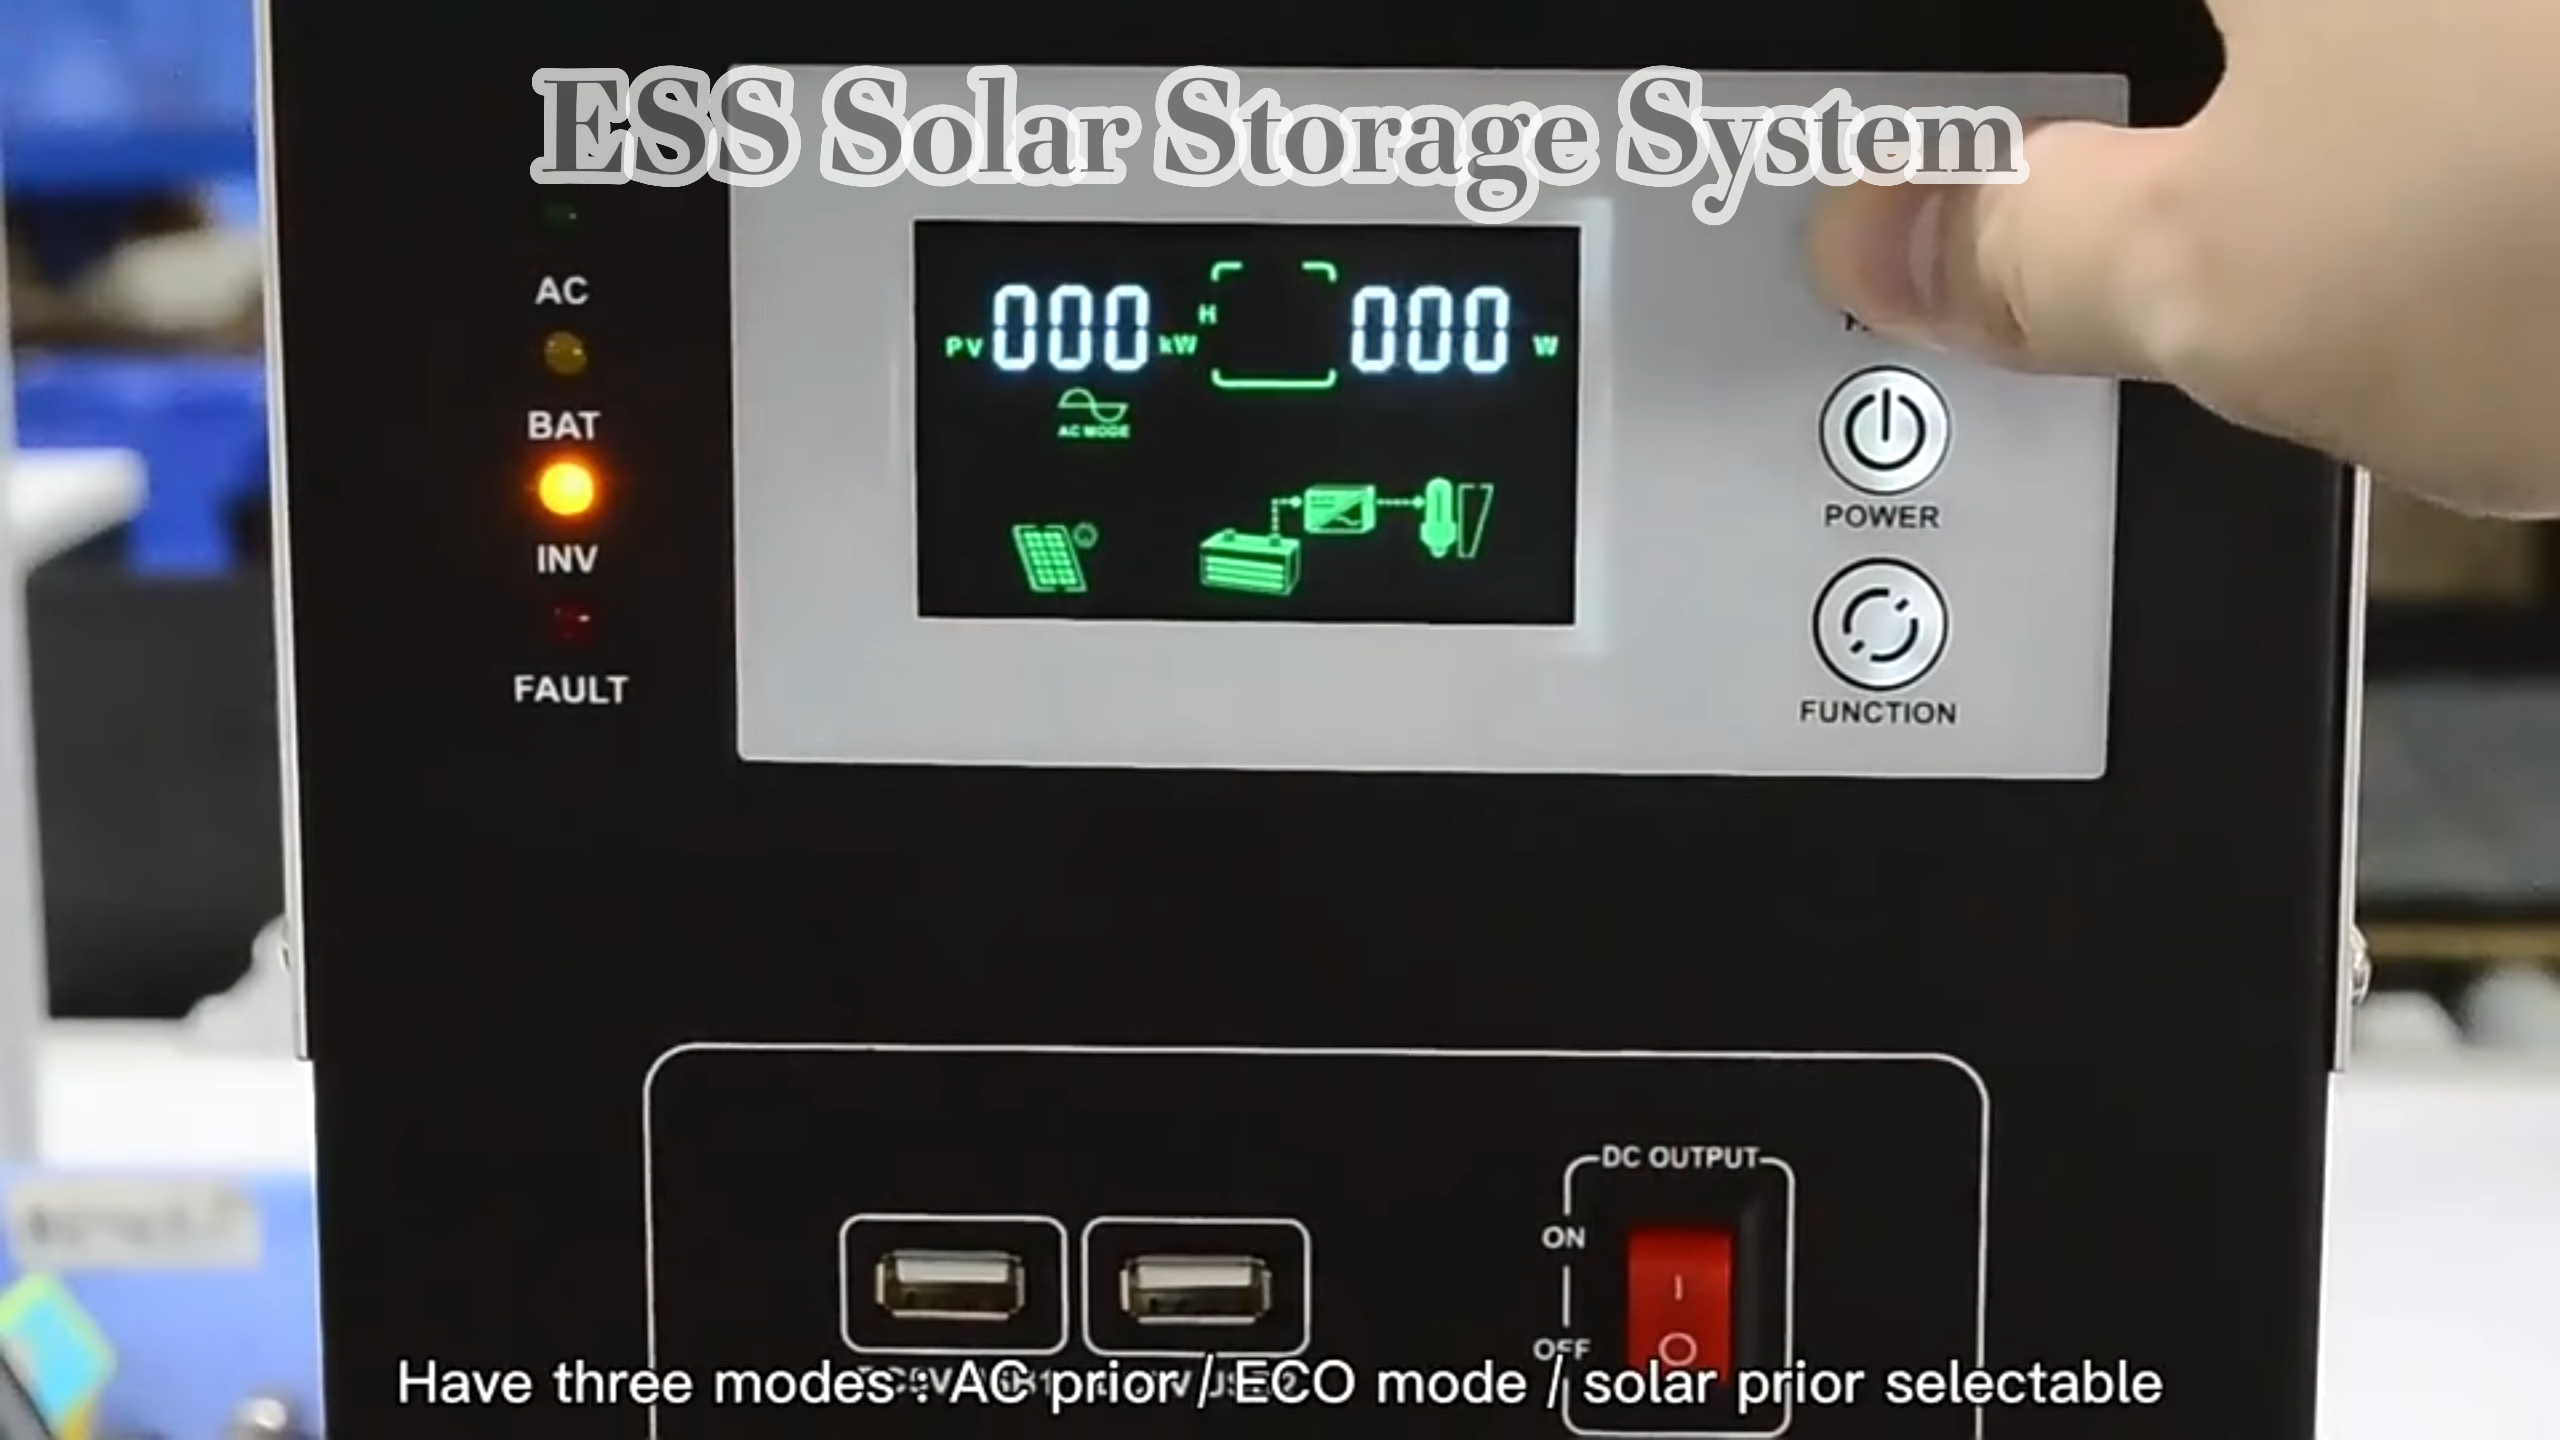 ESS Solar Storage System
AC
BAT
INV
FAULT
PV 000 kW H 000 W
AC MODE
POWER
FUNCTION
DC OUTPUT
ON
OFF
Have three modes : AC prior / ECO mode / solar prior selectable